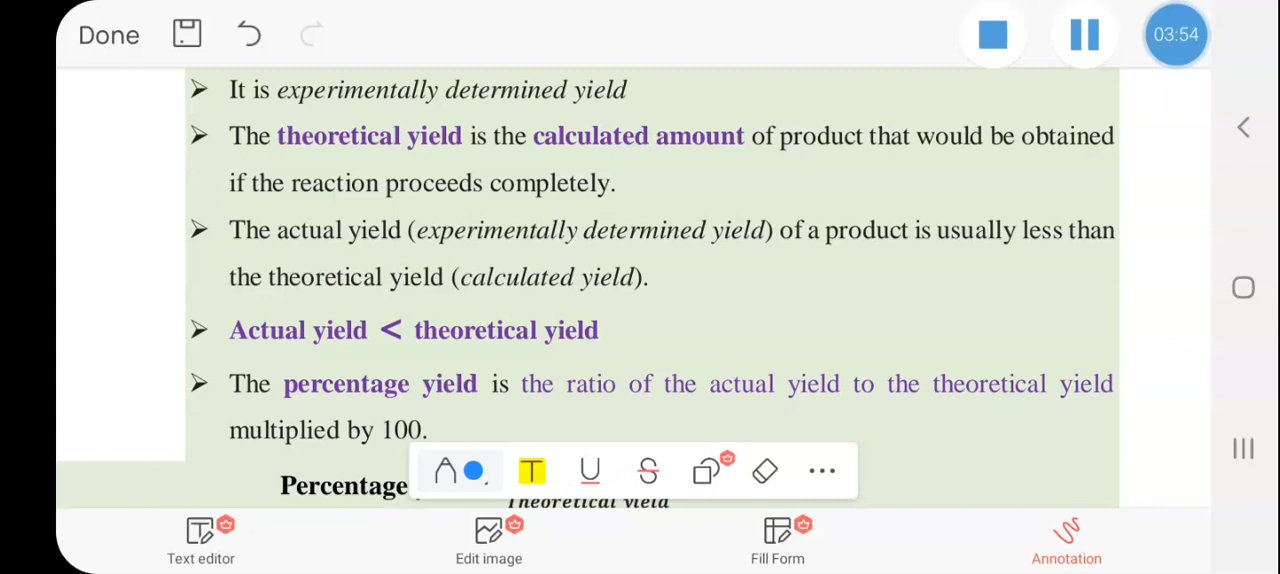 Done
03:54
➢ It is experimentally determined yield
➢ The theoretical yield is the calculated amount of product that would be obtained
if the reaction proceeds completely.
➢ The actual yield (experimentally determined yield) of a product is usually less than
the theoretical yield (calculated yield).
➢ Actual yield < theoretical yield
➢ The percentage yield is the ratio of the actual yield to the theoretical yield
multiplied by 100.
Percentage
Theoretical yield
Text editor
Edit image
Fill Form
Annotation